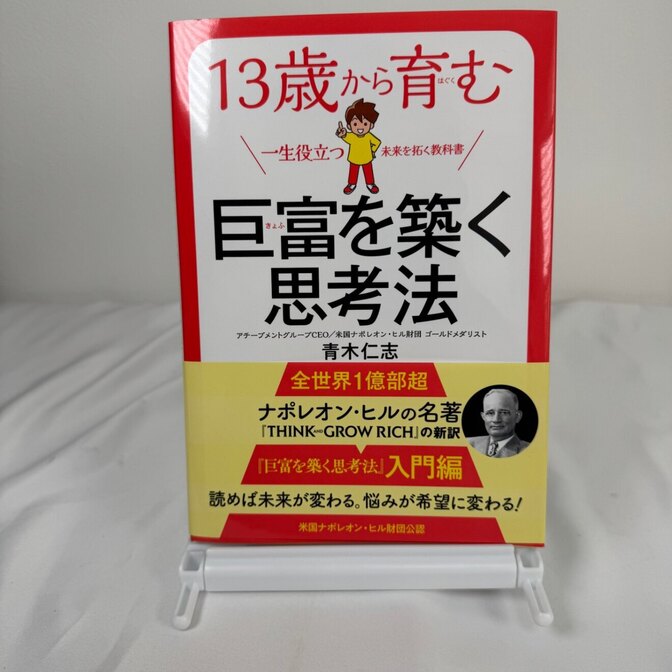 13歳から育む
はぐく
一生役立つ
未来を拓く教科書
巨富を築く
きょふ
思考法
アチーブメントグループCEO／米国ナポレオン・ヒル財団 ゴールドメダリスト
青木仁志
全世界1億部超
ナポレオン・ヒルの名著
『THINK AND GROW RICH』の新訳
『巨富を築く思考法』入門編
読めば未来が変わる。悩みが希望に変わる！
米国ナポレオン・ヒル財団公認